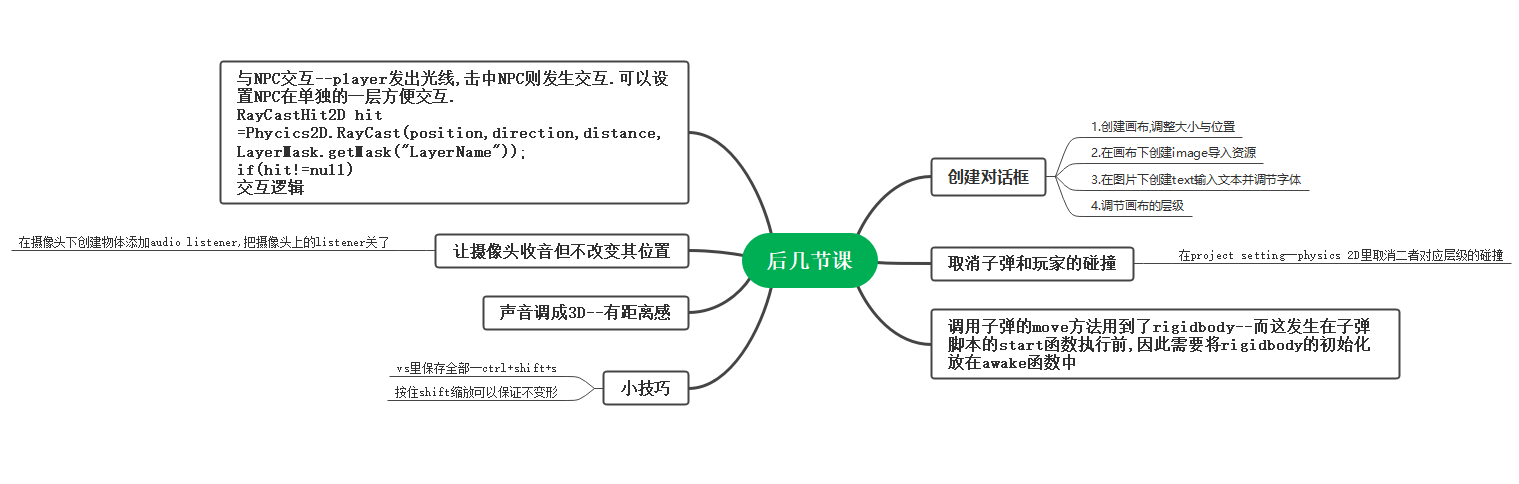 与NPC交互--player发出光线,击中NPC则发生交互.可以设
置NPC在单独的一层方便交互.
RayCastHit2D hit
=Phycics2D.RayCast(position,direction,distance,
LayerMask.getMask("LayerName"));
if(hit!=null)
交互逻辑
在摄像头下创建物体添加audio listener,把摄像头上的listener关了
让摄像头收音但不改变其位置
声音调成3D--有距离感
vs里保存全部—ctrl+shift+s
按住shift缩放可以保证不变形
小技巧
后几节课
创建对话框
1.创建画布,调整大小与位置
2.在画布下创建image导入资源
3.在图片下创建text输入文本并调节字体
4.调节画布的层级
取消子弹和玩家的碰撞
在project setting—physics 2D里取消二者对应层级的碰撞
调用子弹的move方法用到了rigidbody--而这发生在子弹
脚本的start函数执行前,因此需要将rigidbody的初始化
放在awake函数中